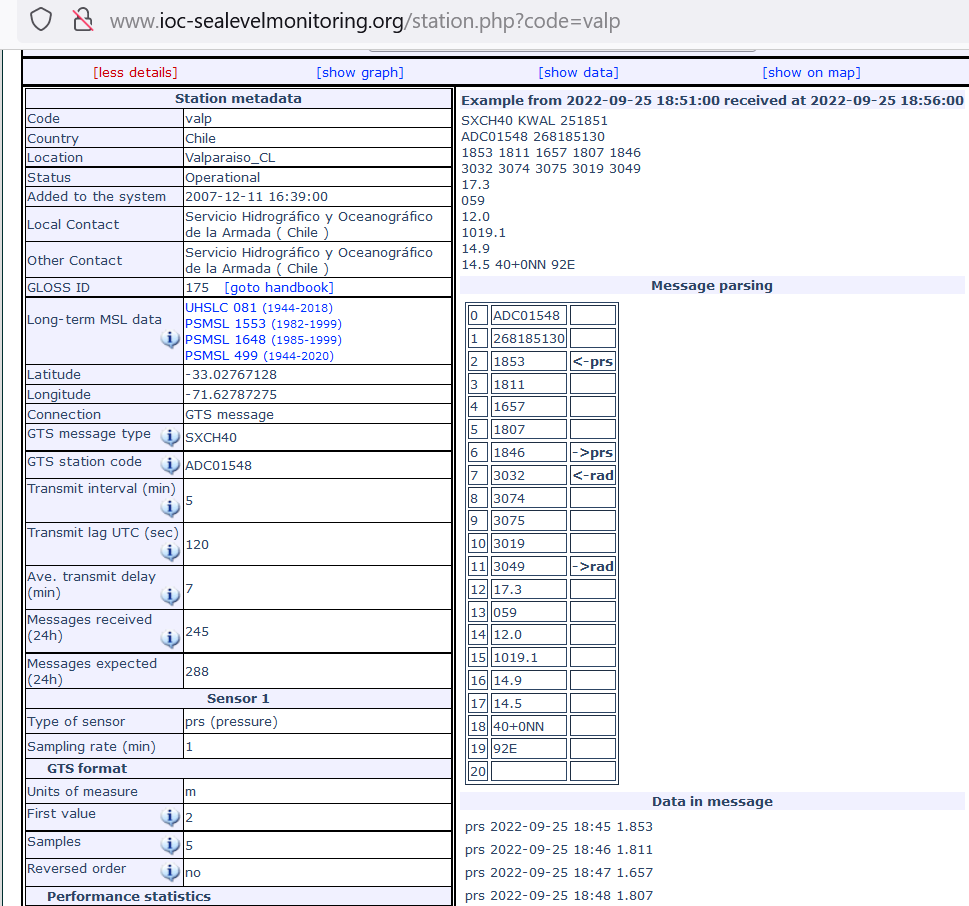 www.ioc-sealevelmonitoring.org/station.php?code=valp
[less details] [show graph] [show data] [show on map]
Station metadata
Code valp
Country Chile
Location Valparaiso_CL
Status Operational
Added to the system 2007-12-11 16:39:00
Local Contact Servicio Hidrográfico y Oceanográfico
de la Armada ( Chile )
Other Contact Servicio Hidrográfico y Oceanográfico
de la Armada ( Chile )
GLOSS ID 175 [goto handbook]
Long-term MSL data
UHSLC 081 (1944-2018)
PSMSL 1553 (1982-1999)
PSMSL 1648 (1985-1999)
PSMSL 499 (1944-2020)
Latitude -33.02767128
Longitude -71.62787275
Connection GTS message
GTS message type SXCH40
GTS station code ADC01548
Transmit interval (min) 5
Transmit lag UTC (sec) 120
Ave. transmit delay
(min) 7
Messages received
(24h) 245
Messages expected
(24h) 288
Sensor 1
Type of sensor prs (pressure)
Sampling rate (min) 1
GTS format
Units of measure m
First value 2
Samples 5
Reversed order no
Performance statistics
Example from 2022-09-25 18:51:00 received at 2022-09-25 18:56:00
SXCH40 KWAL 251851
ADC01548 268185130
1853 1811 1657 1807 1846
3032 3074 3075 3019 3049
17.3
059
12.0
1019.1
14.9
14.5 40+0NN 92E
Message parsing
0 ADC01548
1 268185130
2 1853 <-prs
3 1811
4 1657
5 1807
6 1846 ->prs
7 3032 <-rad
8 3074
9 3075
10 3019
11 3049 ->rad
12 17.3
13 059
14 12.0
15 1019.1
16 14.9
17 14.5
18 40+0NN
19 92E
20
Data in message
prs 2022-09-25 18:45 1.853
prs 2022-09-25 18:46 1.811
prs 2022-09-25 18:47 1.657
prs 2022-09-25 18:48 1.807